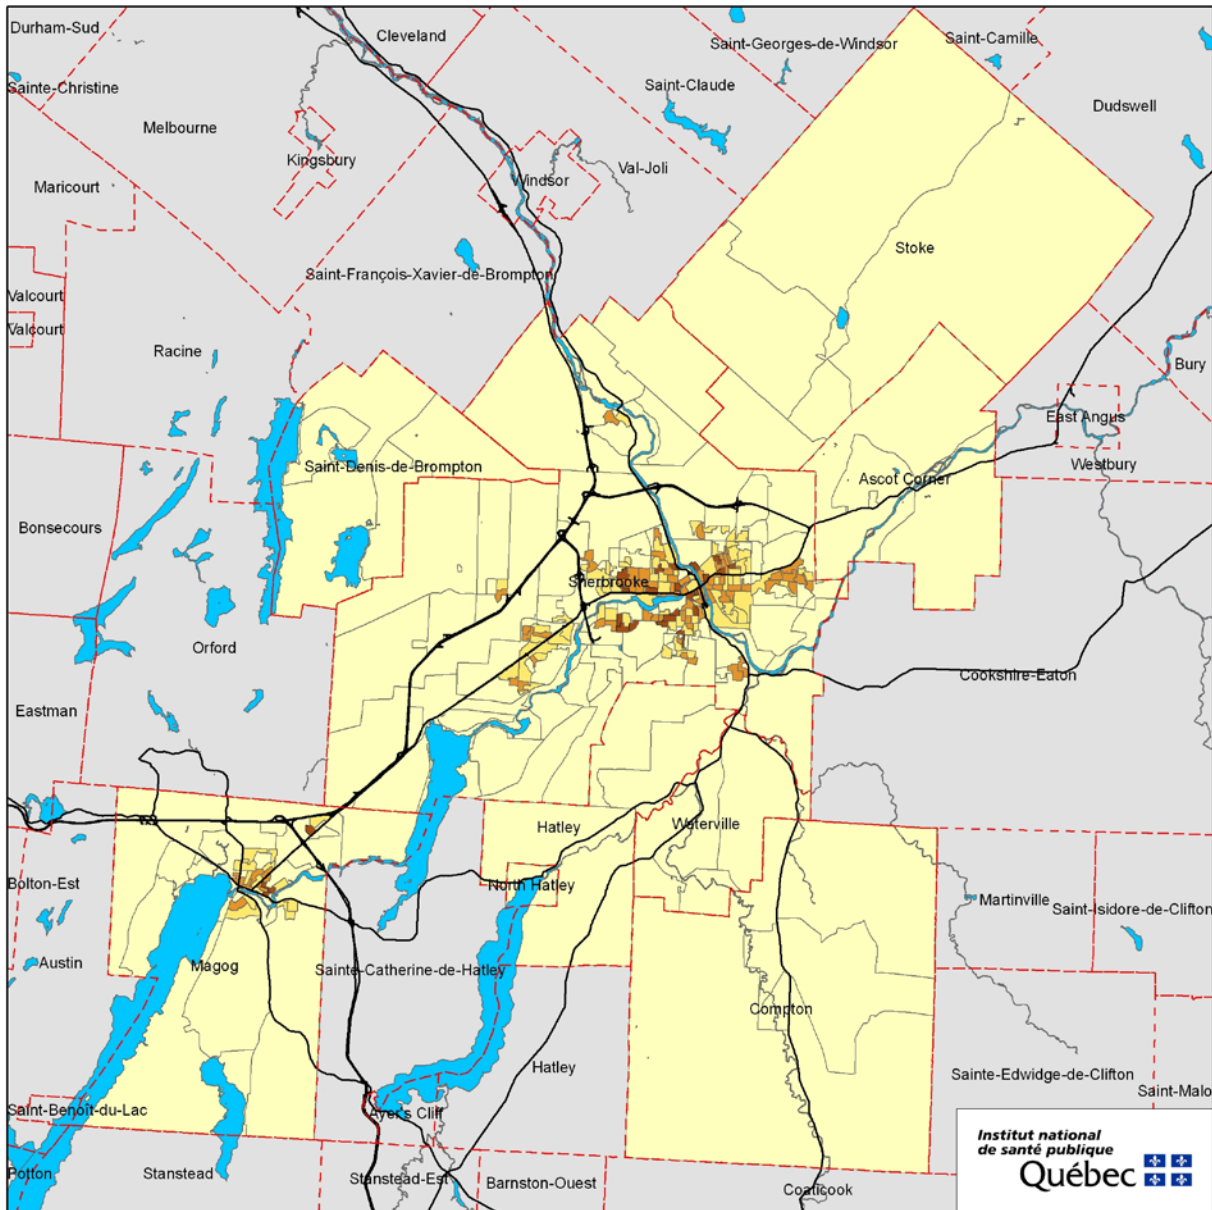 Durham-Sud
Cleveland
Saint-Georges-de-Windsor
Saint-Camille
Sainte-Christine
Saint-Claude
Dudswell
Melbourne
Kingsbury
Windsor
Val-Joli
Maricourt
Stoke
Saint-François-Xavier-de-Brompton
Valcourt
Valcourt
Racine
Bury
East Angus
Saint-Denis-de-Brompton
Westbury
Ascot Corner
Bonsecours
Sherbrooke
Orford
Cookshire-Eaton
Eastman
Hatley
Waterville
Bolton-Est
North Hatley
Martinville
Saint-Isidore-de-Clifton
Austin
Magog
Sainte-Catherine-de-Hatley
Compton
Hatley
Sainte-Edwidge-de-Clifton
Saint-Malo
Saint-Benoît-du-Lac
Ayer's Cliff
Potton
Stanstead
Stanstead-Est
Barnston-Ouest
Coaticook
Institut national
de santé publique
Québec